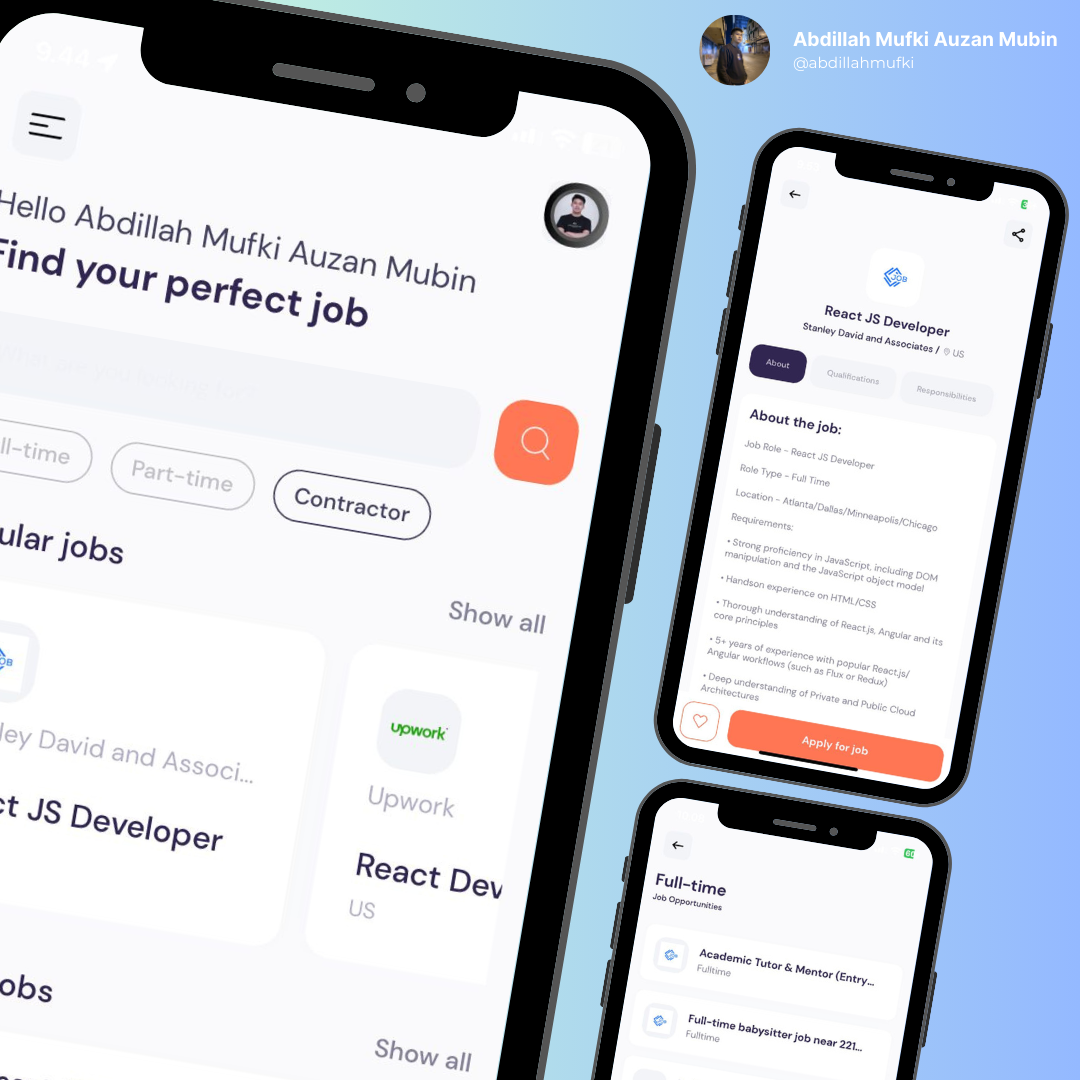 Abdillah Mufki Auzan Mubin
@abdillahmufki
9:44
Hello Abdillah Mufki Auzan Mubin
Find your perfect job
you looking
ll-time
Part-time
Contractor
ular jobs
Show all
OB
ley David and Associ...
ct JS Developer
upwork
Upwork
React Dev
US
obs
Show all
JOB
React JS Developer
Stanley David and Associates / US
About
Qualifications
Responsibilities
About the job:
Job Role - React JS Developer
Role Type - Full Time
Location - Atlanta/Dallas/Minneapolis/Chicago
Requirements:
• Strong proficiency in JavaScript, including DOM
manipulation and the JavaScript object model
• Handson experience on HTML/CSS
• Thorough understanding of React.js, Angular and its
core principles
• 5+ years of experience with popular React.js/
Angular workflows (such as Flux or Redux)
• Deep understanding of Private and Public Cloud
Architectures
Apply for job
Full-time
Job Opportunities
Academic Tutor & Mentor (Entry...
Fulltime
Full-time babysitter job near 221...
Fulltime